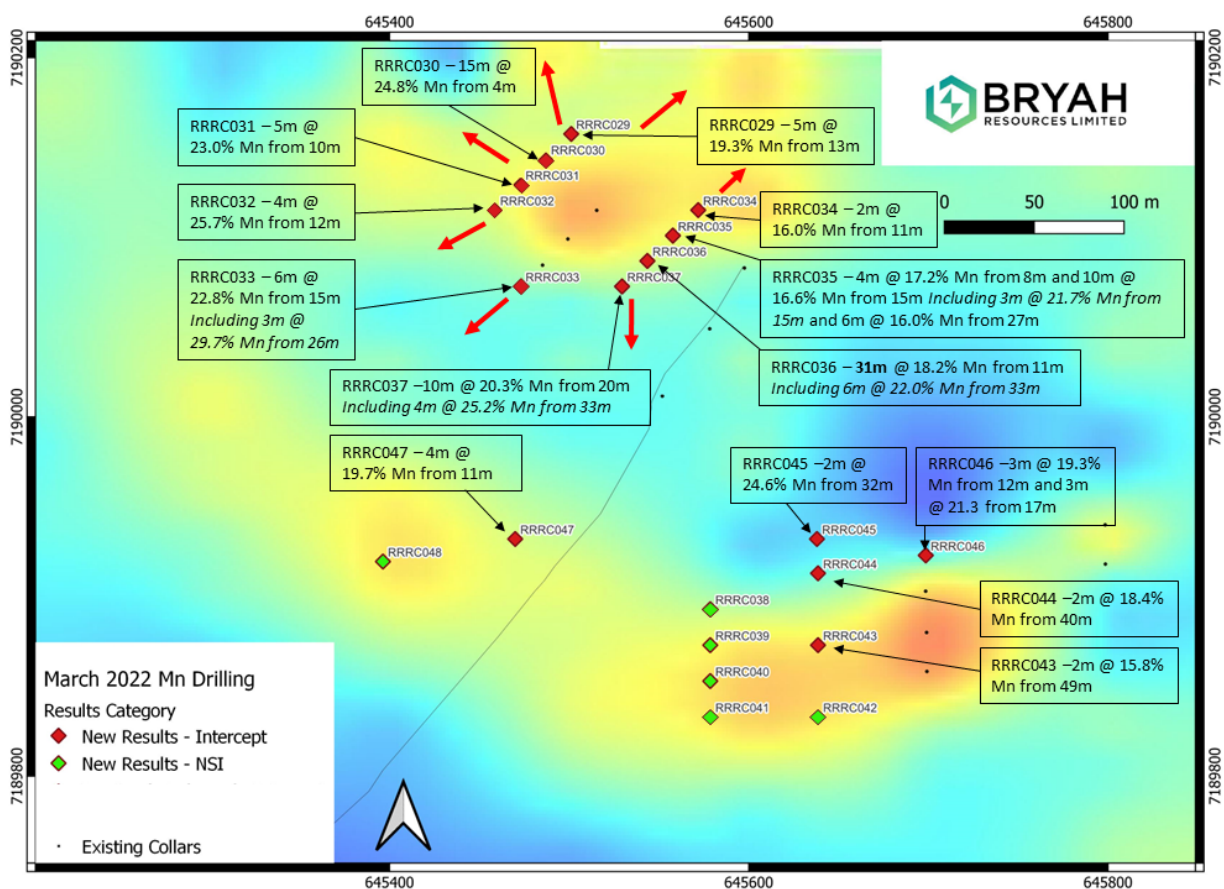 645400
645600
645800
7190200
7190200
RRRC030 – 15m @
24.8% Mn from 4m
BRYAH
RESOURCES LIMITED
RRRC031 – 5m @
23.0% Mn from 10m
RRRC029
RRRC029 – 5m @
19.3% Mn from 13m
RRRC030
RRRC031
RRRC032 – 4m @
25.7% Mn from 12m
RRRC032
RRRC034
RRRC034 – 2m @
16.0% Mn from 11m
0 50 100 m
RRRC035
RRRC036
RRRC033 – 6m @
22.8% Mn from 15m
Including 3m @
29.7% Mn from 26m
RRRC033
RRRC037
RRRC035 – 4m @ 17.2% Mn from 8m and 10m @
16.6% Mn from 15m Including 3m @ 21.7% Mn from
15m and 6m @ 16.0% Mn from 27m
RRRC036 – 31m @ 18.2% Mn from 11m
Including 6m @ 22.0% Mn from 33m
RRRC037 –10m @ 20.3% Mn from 20m
Including 4m @ 25.2% Mn from 33m
7190000
7190000
RRRC047 – 4m @
19.7% Mn from 11m
RRRC045 –2m @
24.6% Mn from 32m
RRRC046 –3m @ 19.3%
Mn from 12m and 3m
@ 21.3 from 17m
RRRC047
RRRC045
RRRC048
RRRC046
RRRC044
RRRC044 –2m @ 18.4%
Mn from 40m
RRRC038
RRRC039
RRRC043
RRRC043 –2m @ 15.8%
Mn from 49m
RRRC040
RRRC041
RRRC042
March 2022 Mn Drilling
Results Category
New Results - Intercept
New Results - NSI
Existing Collars
7189800
7189800
645400
645600
645800